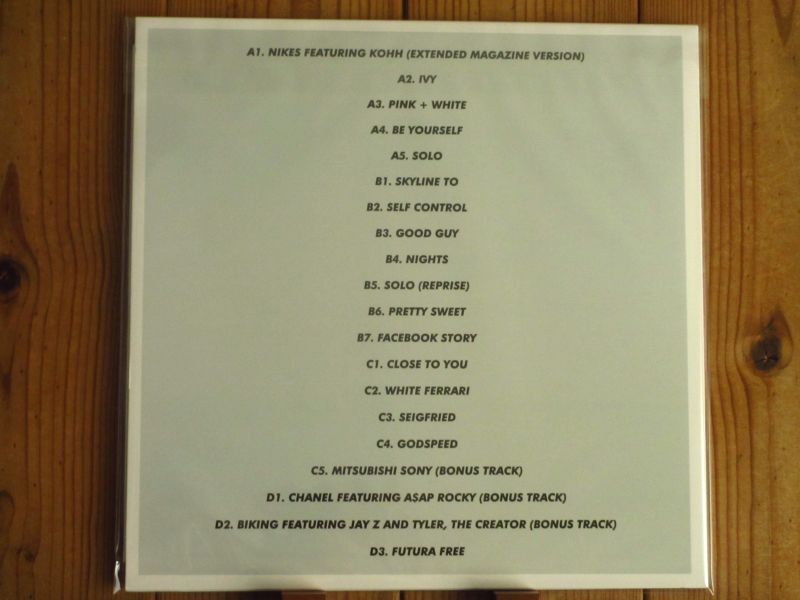 A1. NIKES FEATURING KOHH (EXTENDED MAGAZINE VERSION)
A2. IVY
A3. PINK + WHITE
A4. BE YOURSELF
A5. SOLO
B1. SKYLINE TO
B2. SELF CONTROL
B3. GOOD GUY
B4. NIGHTS
B5. SOLO (REPRISE)
B6. PRETTY SWEET
B7. FACEBOOK STORY
C1. CLOSE TO YOU
C2. WHITE FERRARI
C3. SEIGFRIED
C4. GODSPEED
C5. MITSUBISHI SONY (BONUS TRACK)
D1. CHANEL FEATURING A$AP ROCKY (BONUS TRACK)
D2. BIKING FEATURING JAY Z AND TYLER, THE CREATOR (BONUS TRACK)
D3. FUTURA FREE